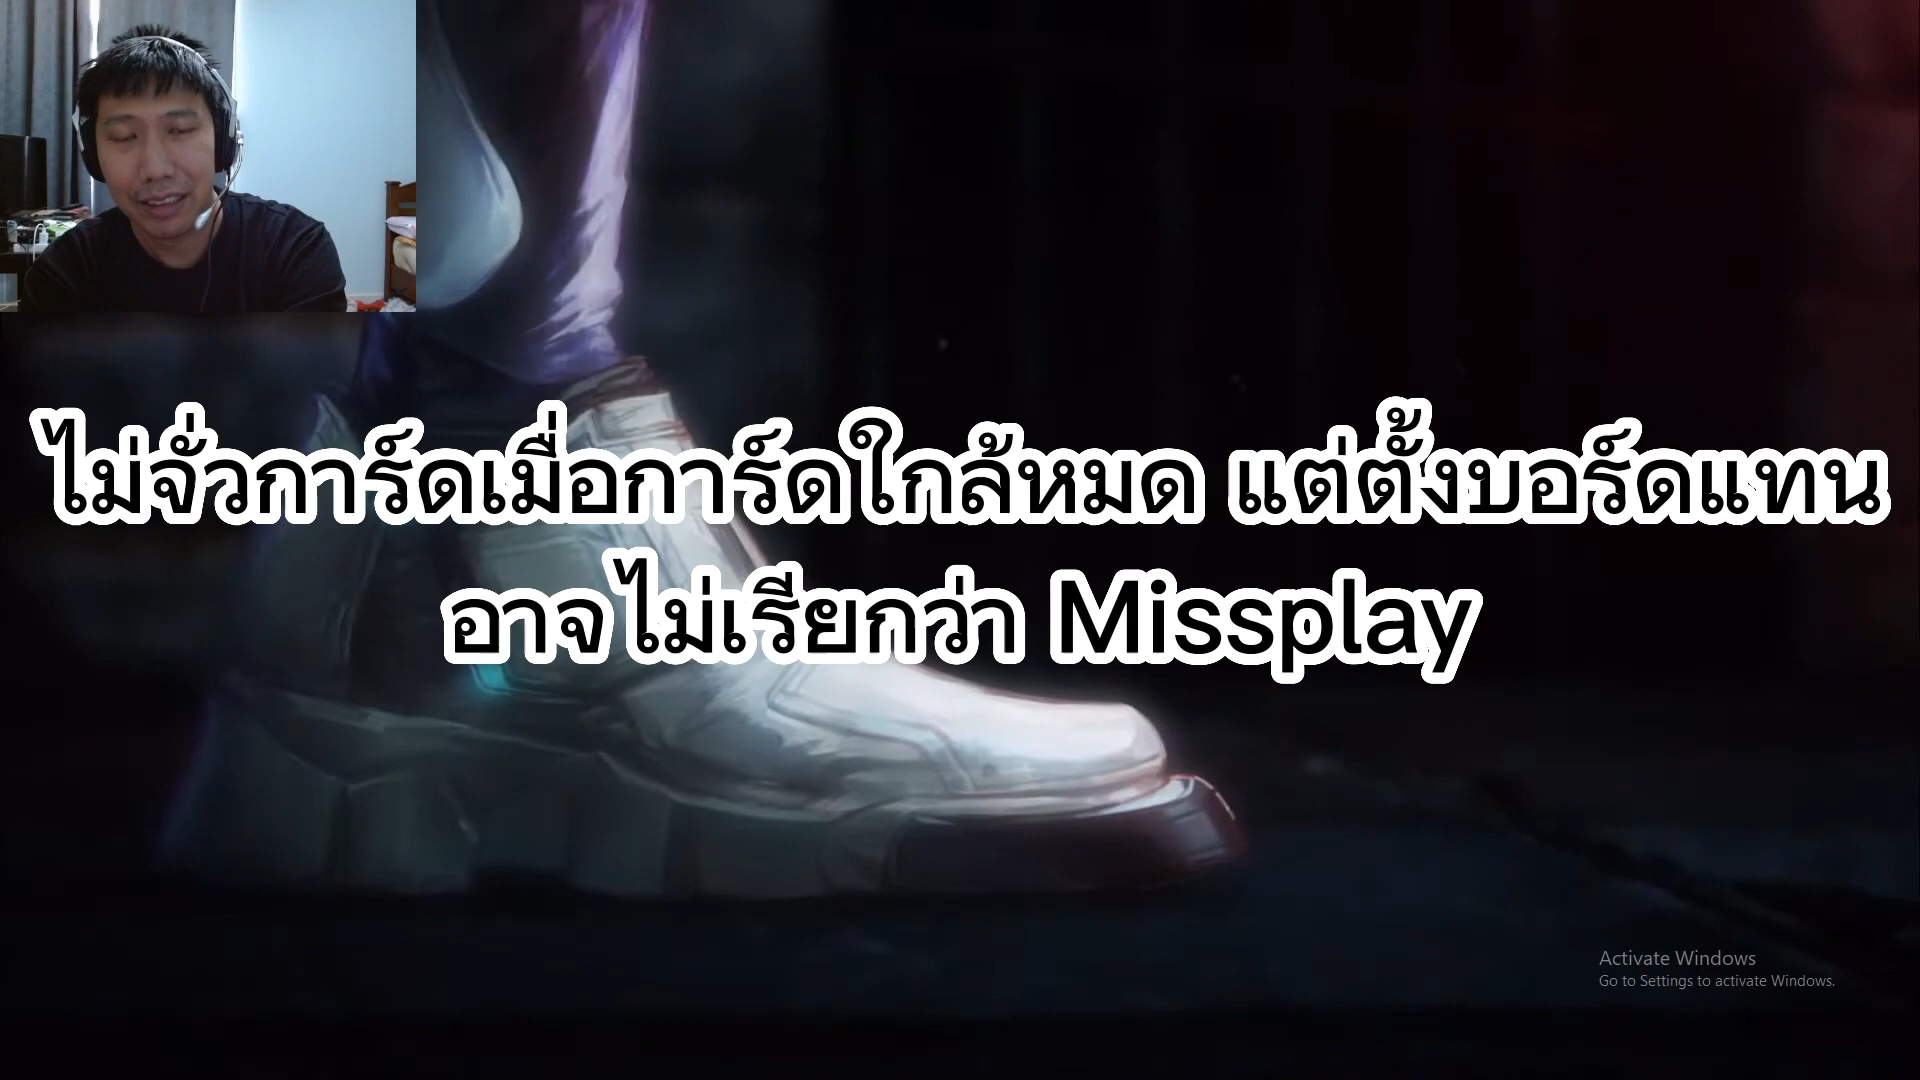 ไม่จั่วการ์ดเมื่อการ์ดใกล้หมด แต่ตั้งบอร์ดแทน
อาจไม่เรียกว่า Missplay
Activate Windows
Go to Settings to activate Windows.